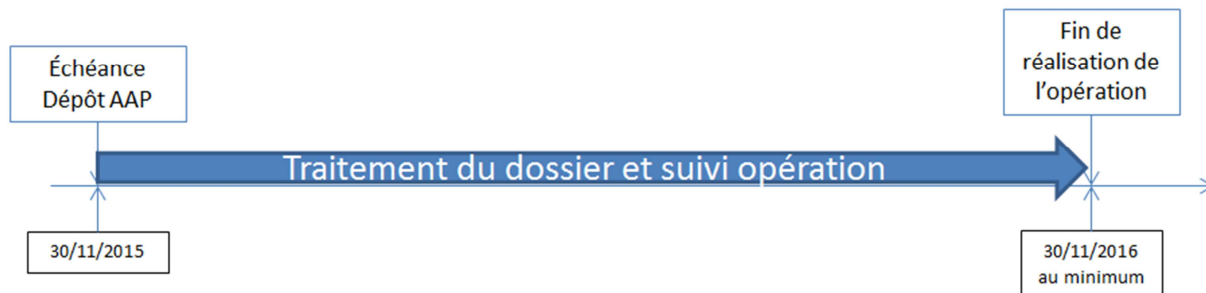 Échéance
Dépôt AAP
Fin de
réalisation de
l'opération
Traitement du dossier et suivi opération
30/11/2015
30/11/2016
au minimum